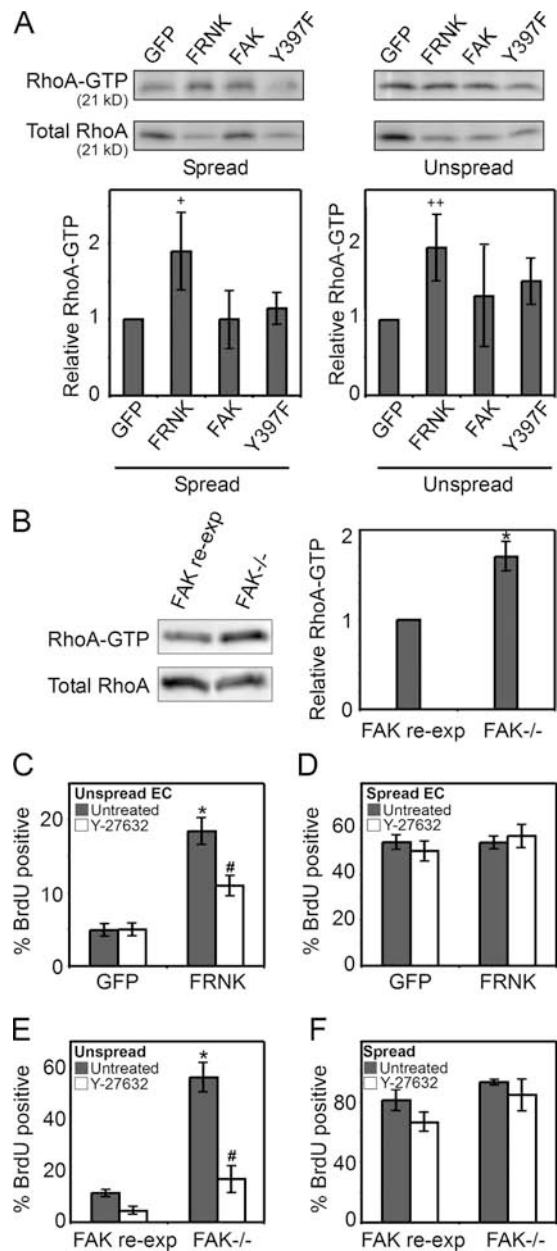 A
GFP FRNK FAK Y397F
GFP FRNK FAK Y397F
RhoA-GTP
(21 kD)
Total RhoA
(21 kD)
Spread
Unspread
Relative RhoA-GTP
2
1
0
+
GFP FRNK FAK Y397F
Spread
Relative RhoA-GTP
2
1
0
++
GFP FRNK FAK Y397F
Unspread
B
FAK re-exp FAK-/-
RhoA-GTP
Total RhoA
Relative RhoA-GTP
2
1
0
*
FAK re-exp FAK-/-
C
Unspread EC
Untreated
Y-27632
% BrdU positive
20
10
0
*
#
GFP FRNK
D
Spread EC
Untreated
Y-27632
% BrdU positive
60
40
20
0
GFP FRNK
E
Unspread
Untreated
Y-27632
% BrdU positive
60
40
20
0
*
#
FAK re-exp FAK-/-
F
Spread
Untreated
Y-27632
% BrdU positive
80
40
0
FAK re-exp FAK-/-